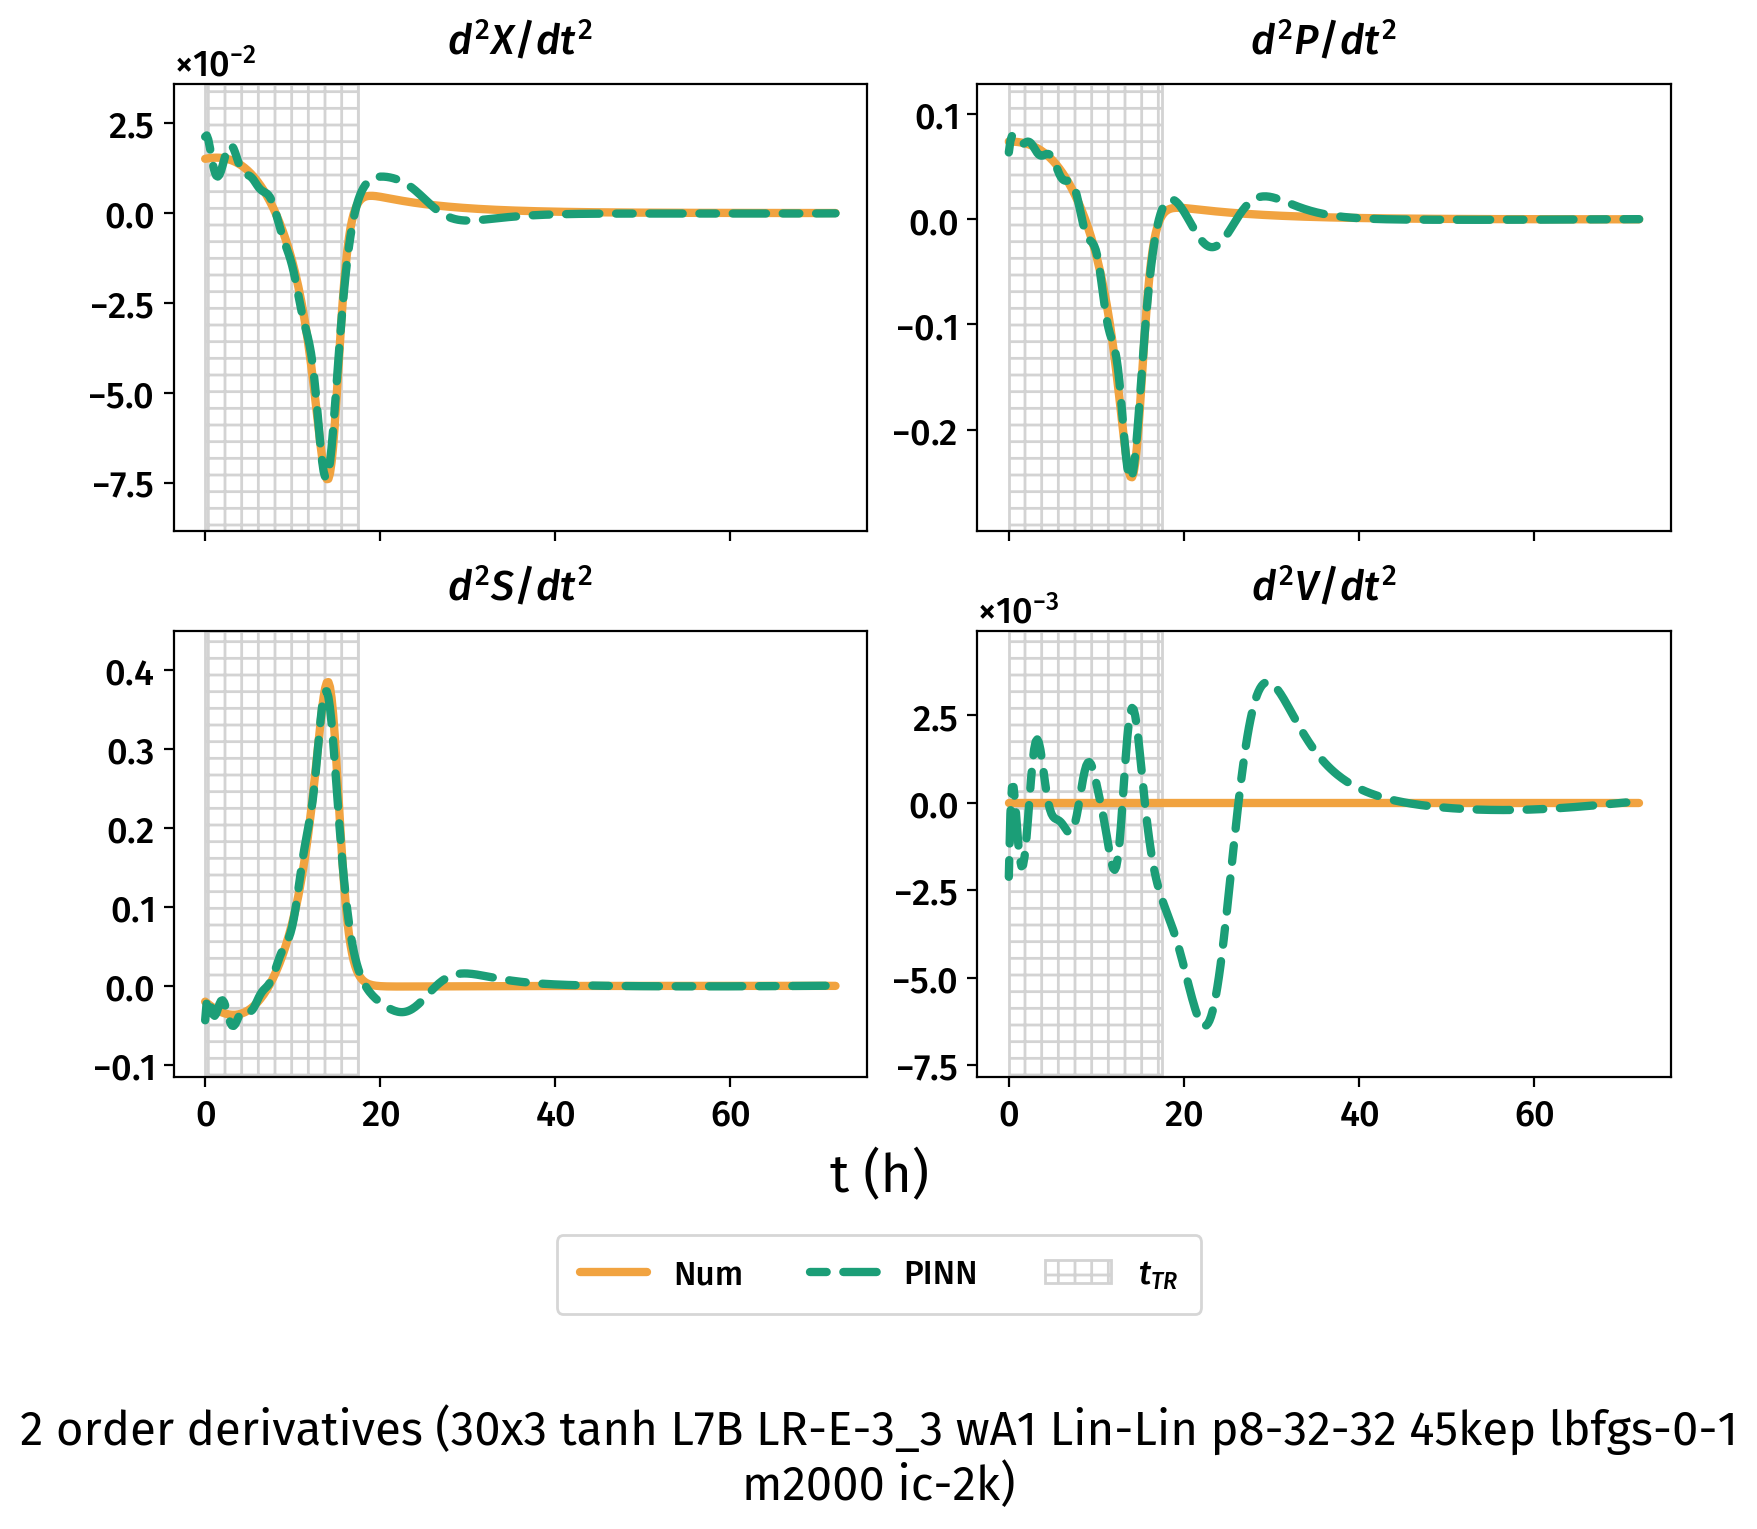 d²X/dt²
×10⁻²
2.5
0.0
−2.5
−5.0
−7.5
d²P/dt²
0.1
0.0
−0.1
−0.2
d²S/dt²
0.4
0.3
0.2
0.1
0.0
−0.1
0 20 40 60
d²V/dt²
×10⁻³
2.5
0.0
−2.5
−5.0
−7.5
0 20 40 60
t (h)
Num PINN t_TR
2 order derivatives (30x3 tanh L7B LR-E-3_3 wA1 Lin-Lin p8-32-32 45kep lbfgs-0-1
m2000 ic-2k)